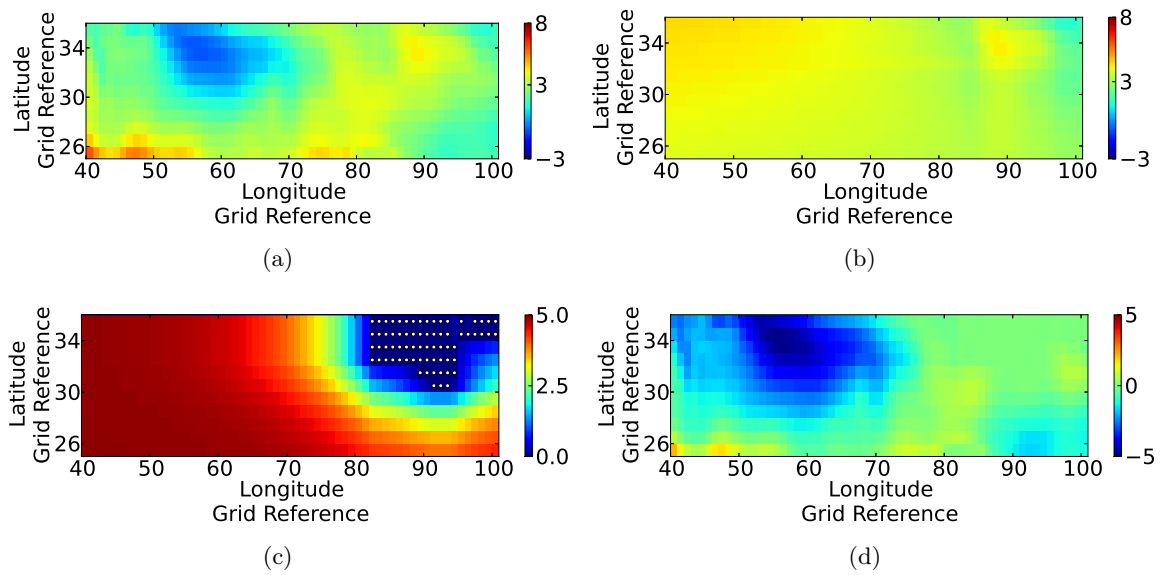 34
30
26
Latitude
Grid Reference
40 50 60 70 80 90 100
Longitude
Grid Reference
8
3
−3
(a)
34
30
26
Latitude
Grid Reference
40 50 60 70 80 90 100
Longitude
Grid Reference
8
3
−3
(b)
34
30
26
Latitude
Grid Reference
40 50 60 70 80 90 100
Longitude
Grid Reference
5.0
2.5
0.0
(c)
34
30
26
Latitude
Grid Reference
40 50 60 70 80 90 100
Longitude
Grid Reference
5
0
−5
(d)